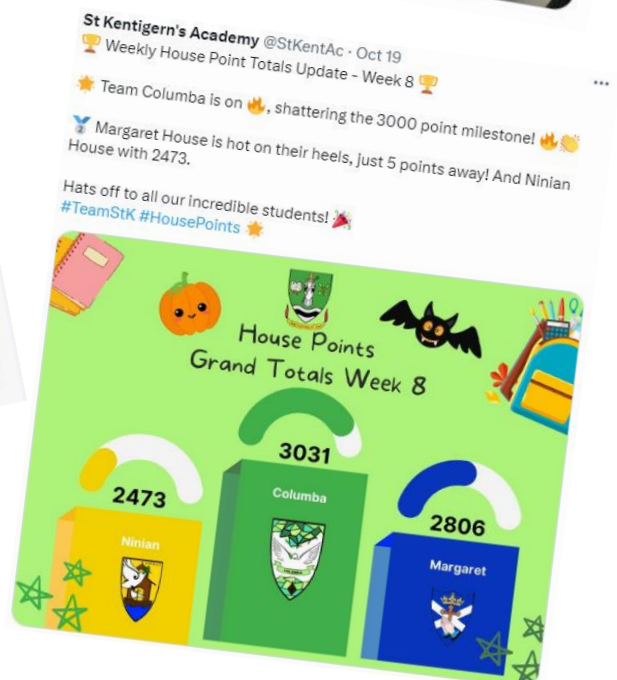 St Kentigern's Academy @StKentAc · Oct 19
🏆 Weekly House Point Totals Update - Week 8 🏆
🌟 Team Columba is on 🔥, shattering the 3000 point milestone! 🔥👏
🥈 Margaret House is hot on their heels, just 5 points away! And Ninian
House with 2473.
Hats off to all our incredible students! 🎉
#TeamStK #HousePoints 🌟
House Points
Grand Totals Week 8
3031
Columba
2473
Ninian
2806
Margaret